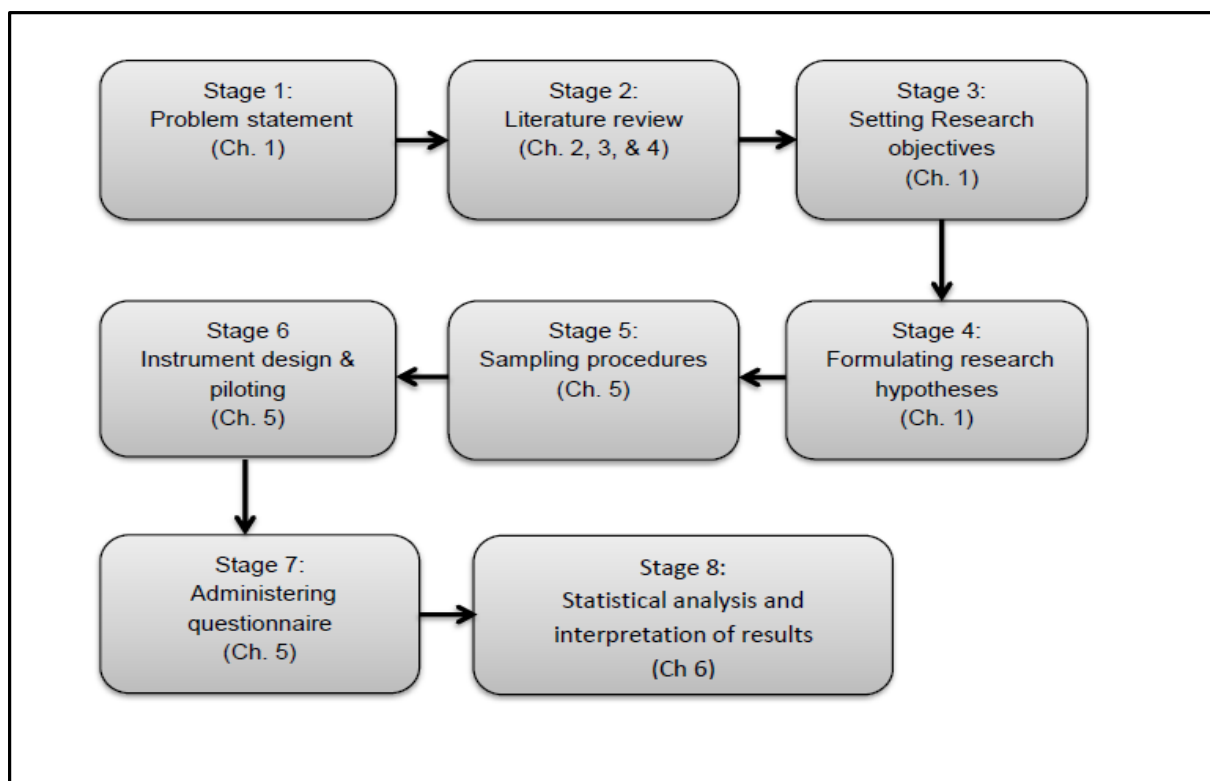 Stage 1:
Problem statement
(Ch. 1)
Stage 2:
Literature review
(Ch. 2, 3, & 4)
Stage 3:
Setting Research
objectives
(Ch. 1)
Stage 4:
Formulating research
hypotheses
(Ch. 1)
Stage 5:
Sampling procedures
(Ch. 5)
Stage 6
Instrument design &
piloting
(Ch. 5)
Stage 7:
Administering
questionnaire
(Ch. 5)
Stage 8:
Statistical analysis and
interpretation of results
(Ch 6)